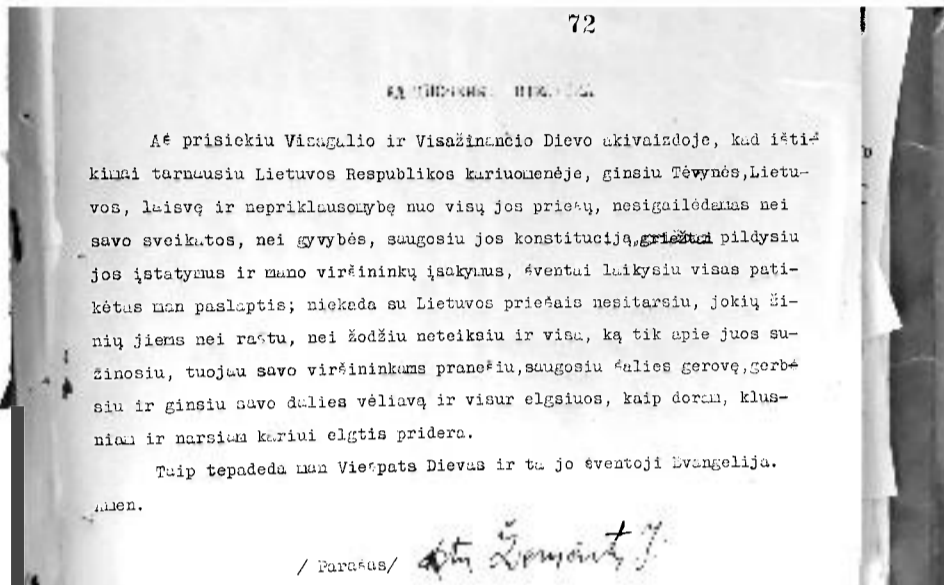 72
Aš prisiekiu Visagalio ir Visažinančio Dievo akivaizdoje, kad išti-
kimai tarnausiu Lietuvos Respublikos kariuomenėje, ginsiu Tėvynės,Lietu-
vos, laisvę ir nepriklausomybę nuo visų jos priešų, nesigailėdamas nei
savo sveikatos, nei gyvybės, saugosiu jos konstituciją,griežtai pildysiu
jos įstatymus ir mano viršininkų įsakymus, šventai laikysiu visas pati-
kėtas man paslaptis; niekada su Lietuvos priešais nesitarsiu, jokių ži-
nių jiems nei raštu, nei žodžiu neteiksiu ir visa, ką tik apie juos su-
žinosiu, tuojau savo viršininkams pranešiu,saugosiu šalies gerovę,gerb-
siu ir ginsiu savo dalies vėliavą ir visur elgsiuos, kaip doram, klus-
niam ir narsiam kariui elgtis pridera.
Taip tepadeda man Viešpats Dievas ir ta jo šventoji Evangelija.
Amen.
/ Parašas/ Žemaitis J.